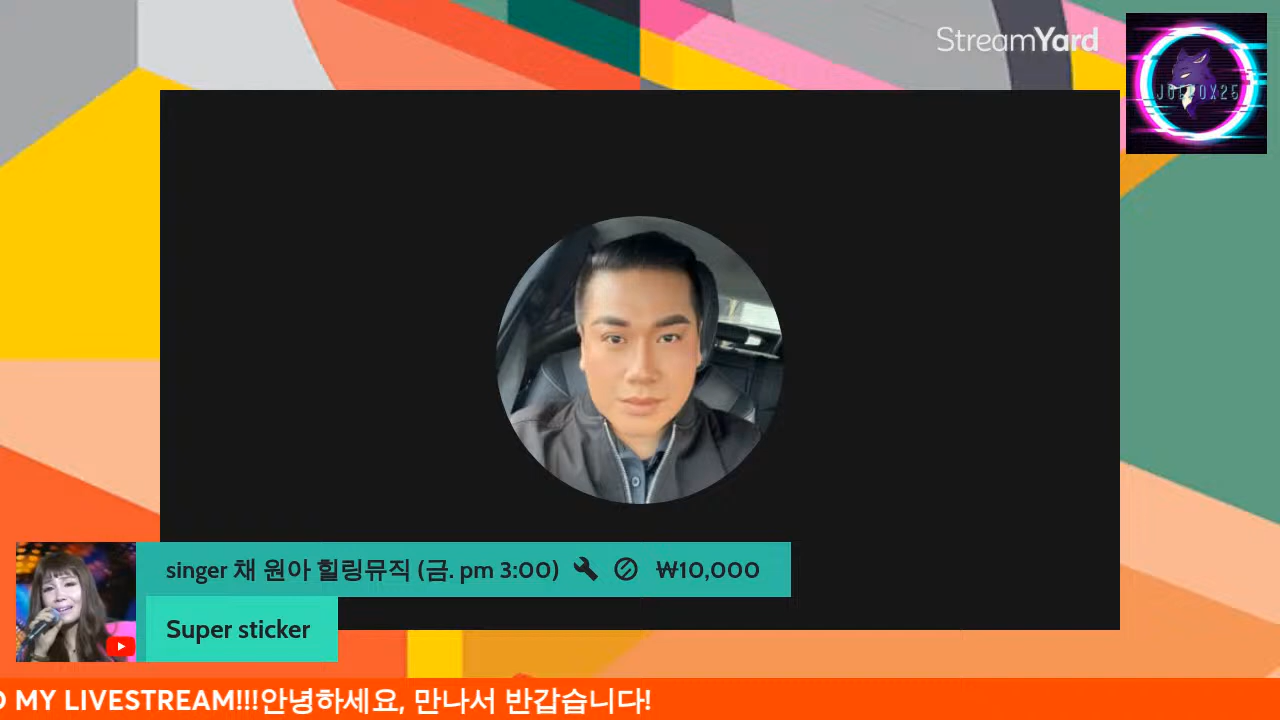 StreamYard
JOEFOX25
singer 채 원아 힐링뮤직 (금. pm 3:00) ₩10,000
Super sticker
MY LIVESTREAM!!!안녕하세요, 만나서 반갑습니다!